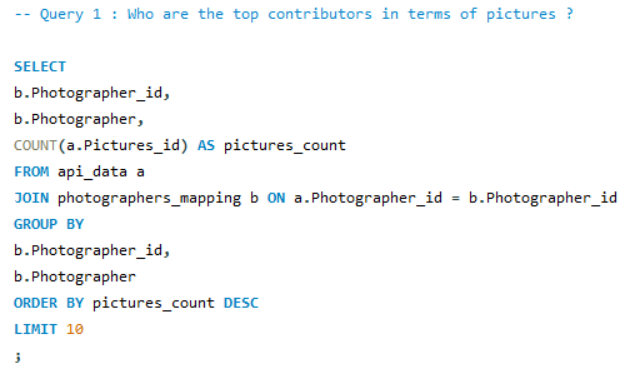 -- Query 1 : Who are the top contributors in terms of pictures ?
SELECT
b.Photographer_id,
b.Photographer,
COUNT(a.Pictures_id) AS pictures_count
FROM api_data a
JOIN photographers_mapping b ON a.Photographer_id = b.Photographer_id
GROUP BY
b.Photographer_id,
b.Photographer
ORDER BY pictures_count DESC
LIMIT 10
;